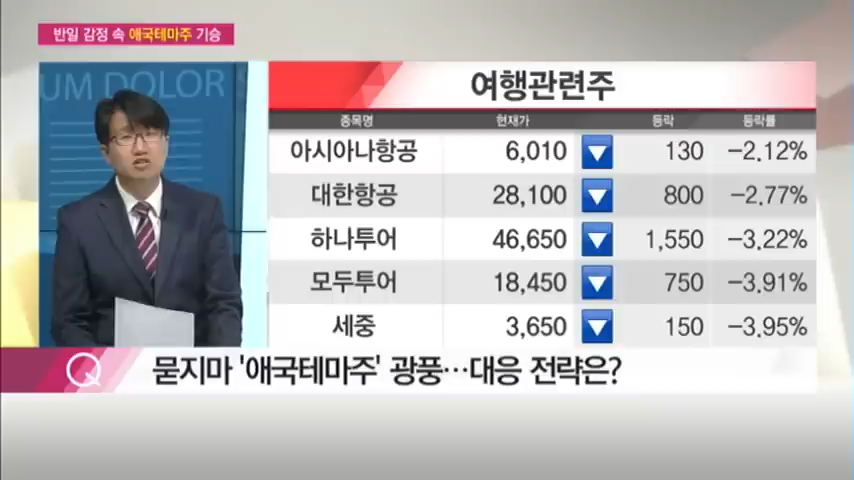 반일 감정 속 애국테마주 기승
UM DOLOR S
여행관련주
종목명 현재가 등락 등락률
아시아나항공 6,010 ▼ 130 -2.12%
대한항공 28,100 ▼ 800 -2.77%
하나투어 46,650 ▼ 1,550 -3.22%
모두투어 18,450 ▼ 750 -3.91%
세중 3,650 ▼ 150 -3.95%
Q 묻지마 '애국테마주' 광풍…대응 전략은?